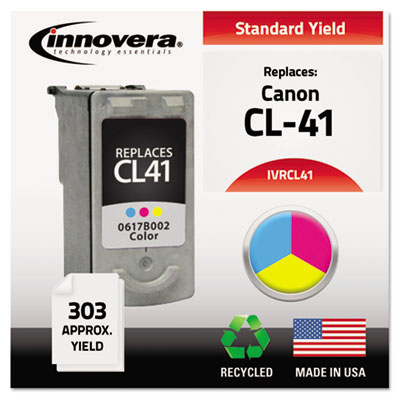 innovera®
technology essentials™
Standard Yield
Replaces:
Canon
CL-41
IVRCL41
REPLACES
CL41
0617B002
Color
303
APPROX.
YIELD
RECYCLED
MADE IN USA